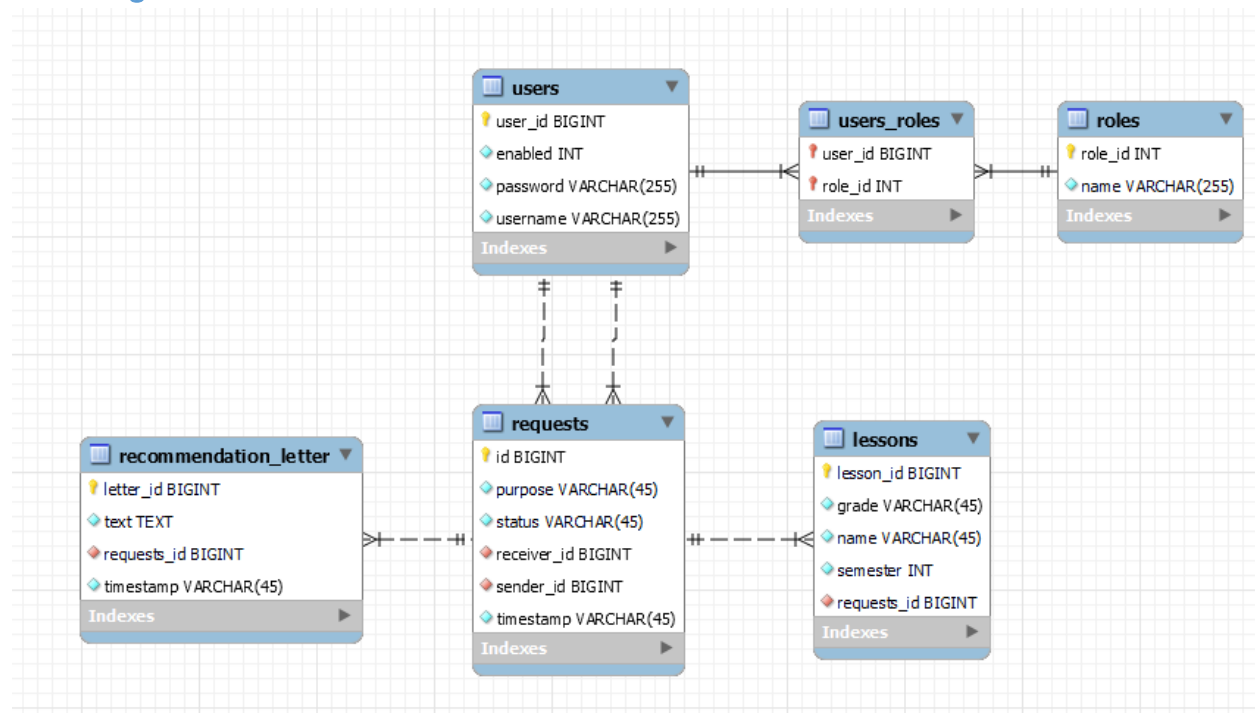 users
user_id BIGINT
enabled INT
password VARCHAR(255)
username VARCHAR(255)
Indexes
users_roles
user_id BIGINT
role_id INT
Indexes
roles
role_id INT
name VARCHAR(255)
Indexes
recommendation_letter
letter_id BIGINT
text TEXT
requests_id BIGINT
timestamp VARCHAR(45)
Indexes
requests
id BIGINT
purpose VARCHAR(45)
status VARCHAR(45)
receiver_id BIGINT
sender_id BIGINT
timestamp VARCHAR(45)
Indexes
lessons
lesson_id BIGINT
grade VARCHAR(45)
name VARCHAR(45)
semester INT
requests_id BIGINT
Indexes